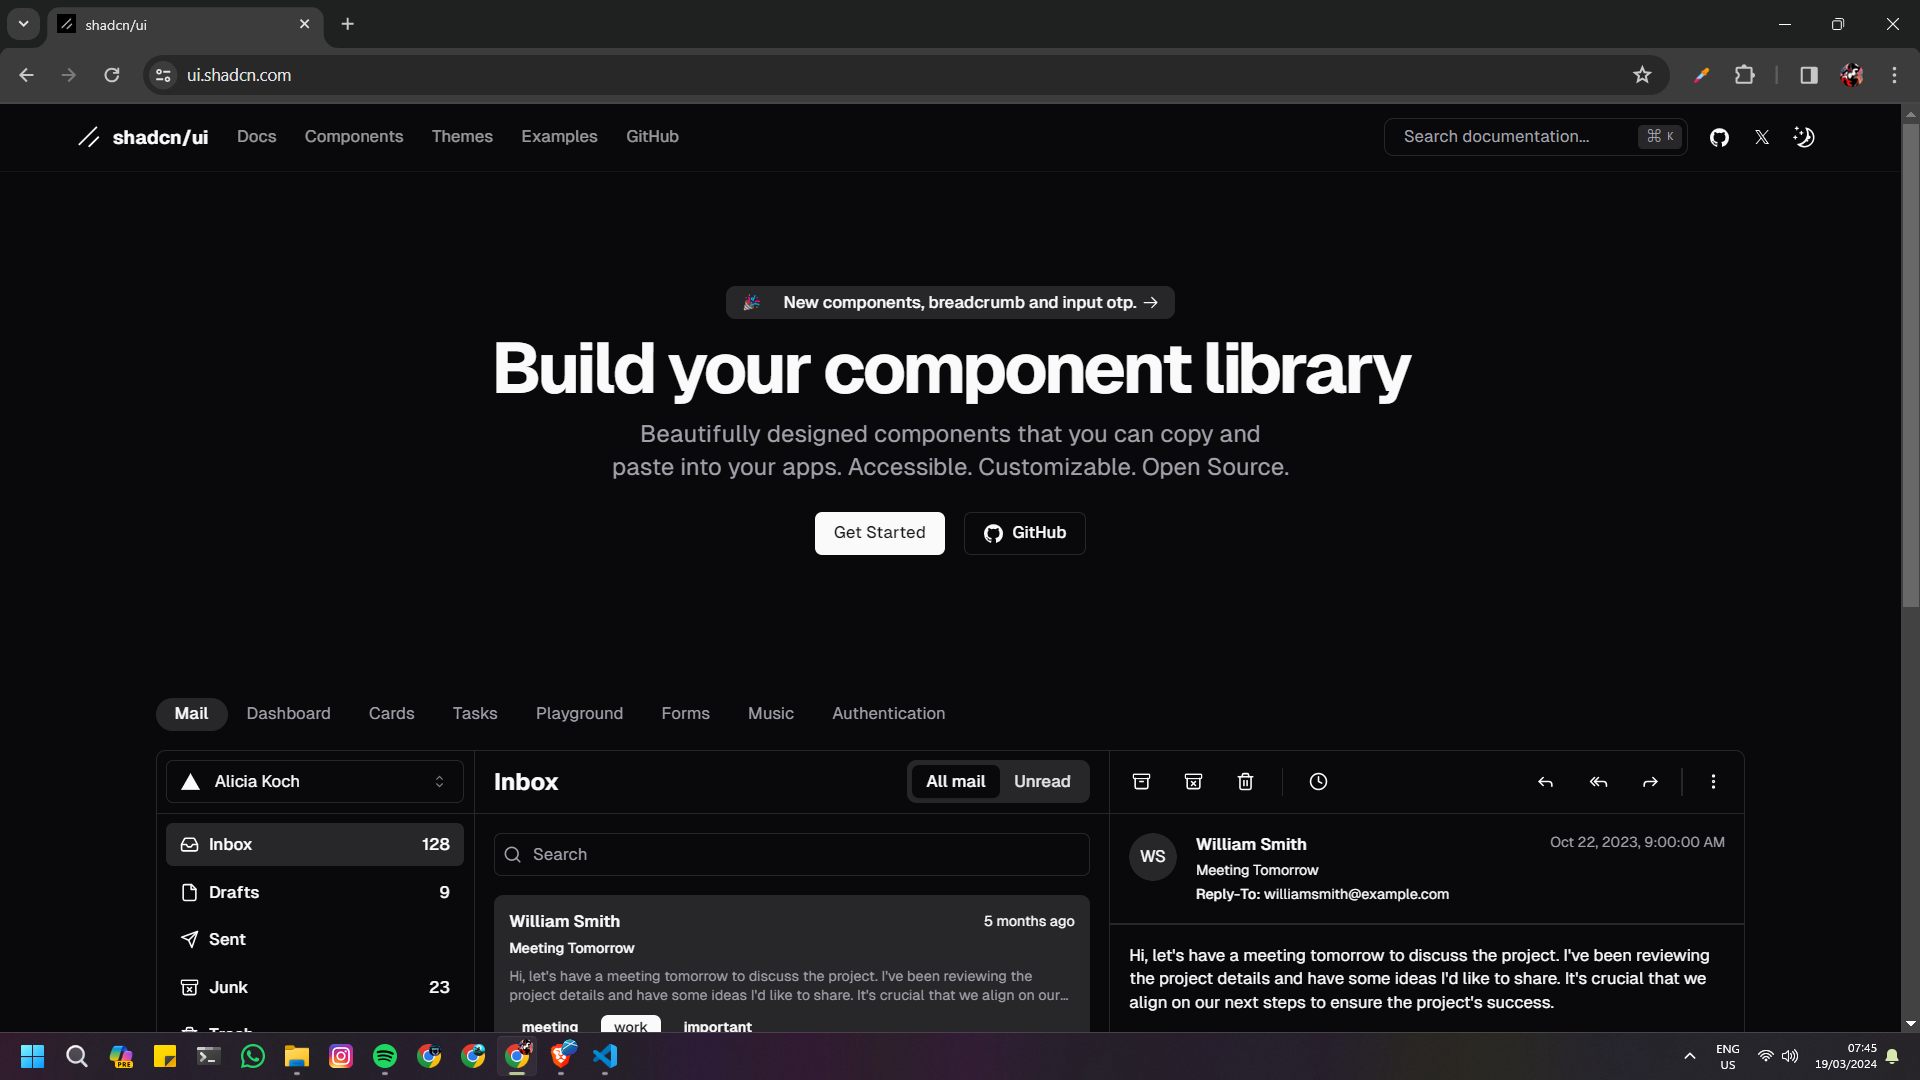 shadcn/ui
ui.shadcn.com
shadcn/ui Docs Components Themes Examples GitHub Search documentation... ⌘ K
🎉 New components, breadcrumb and input otp. →
Build your component library
Beautifully designed components that you can copy and
paste into your apps. Accessible. Customizable. Open Source.
Get Started GitHub
Mail Dashboard Cards Tasks Playground Forms Music Authentication
Alicia Koch
Inbox 128
Drafts 9
Sent
Junk 23
Trash
Inbox All mail Unread
Search
William Smith 5 months ago
Meeting Tomorrow
Hi, let's have a meeting tomorrow to discuss the project. I've been reviewing the
project details and have some ideas I'd like to share. It's crucial that we align on our...
meeting work important
WS
William Smith Oct 22, 2023, 9:00:00 AM
Meeting Tomorrow
Reply-To: williamsmith@example.com
Hi, let's have a meeting tomorrow to discuss the project. I've been reviewing
the project details and have some ideas I'd like to share. It's crucial that we
align on our next steps to ensure the project's success.
PRE
ENG
US
07:45
19/03/2024